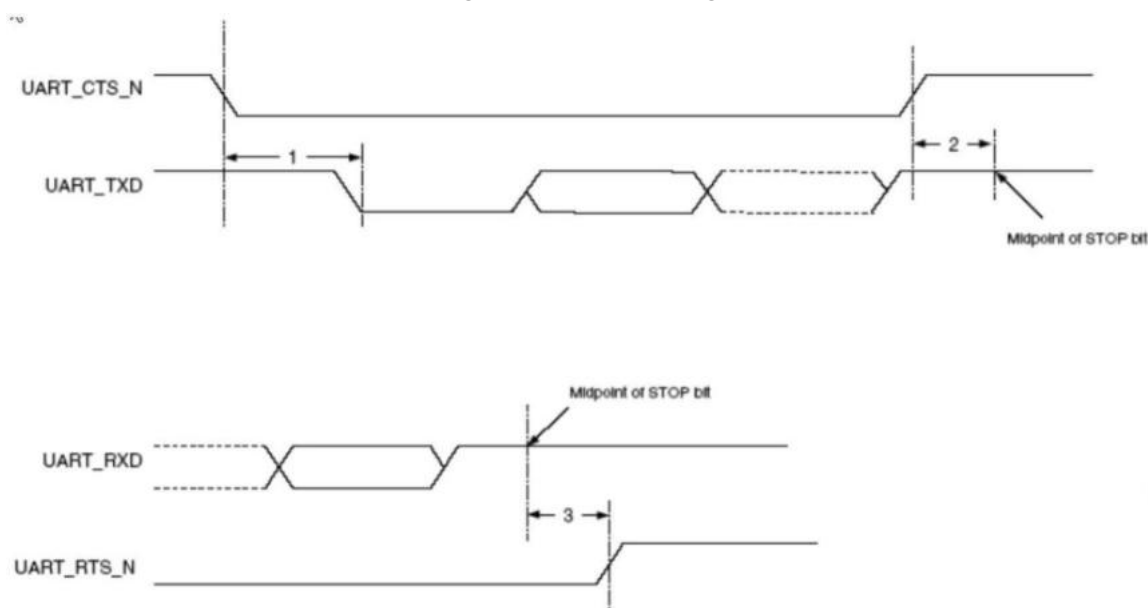 UART_CTS_N
1
2
UART_TXD
Midpoint of STOP bit
Midpoint of STOP bit
UART_RXD
3
UART_RTS_N